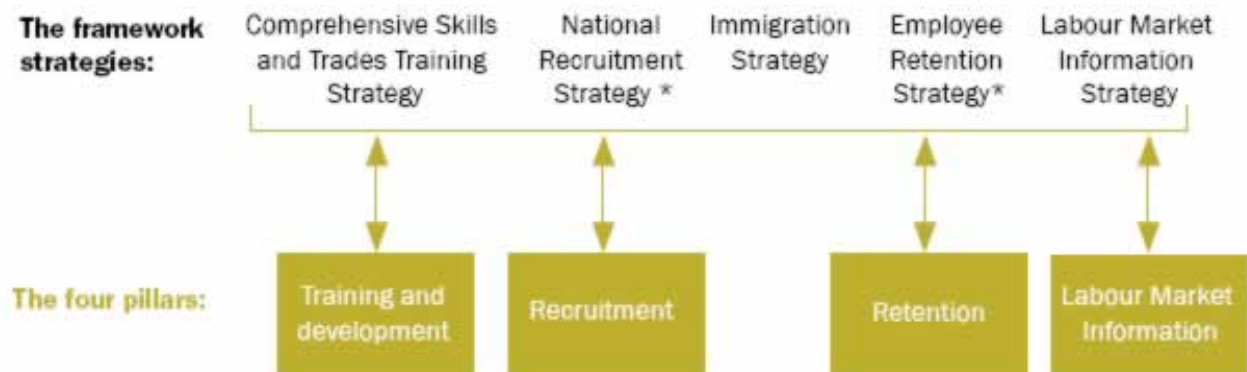 The framework
strategies:
Comprehensive Skills
and Trades Training
Strategy
National
Recruitment
Strategy *
Immigration
Strategy
Employee
Retention
Strategy*
Labour Market
Information
Strategy
The four pillars:
Training and
development
Recruitment
Retention
Labour Market
Information